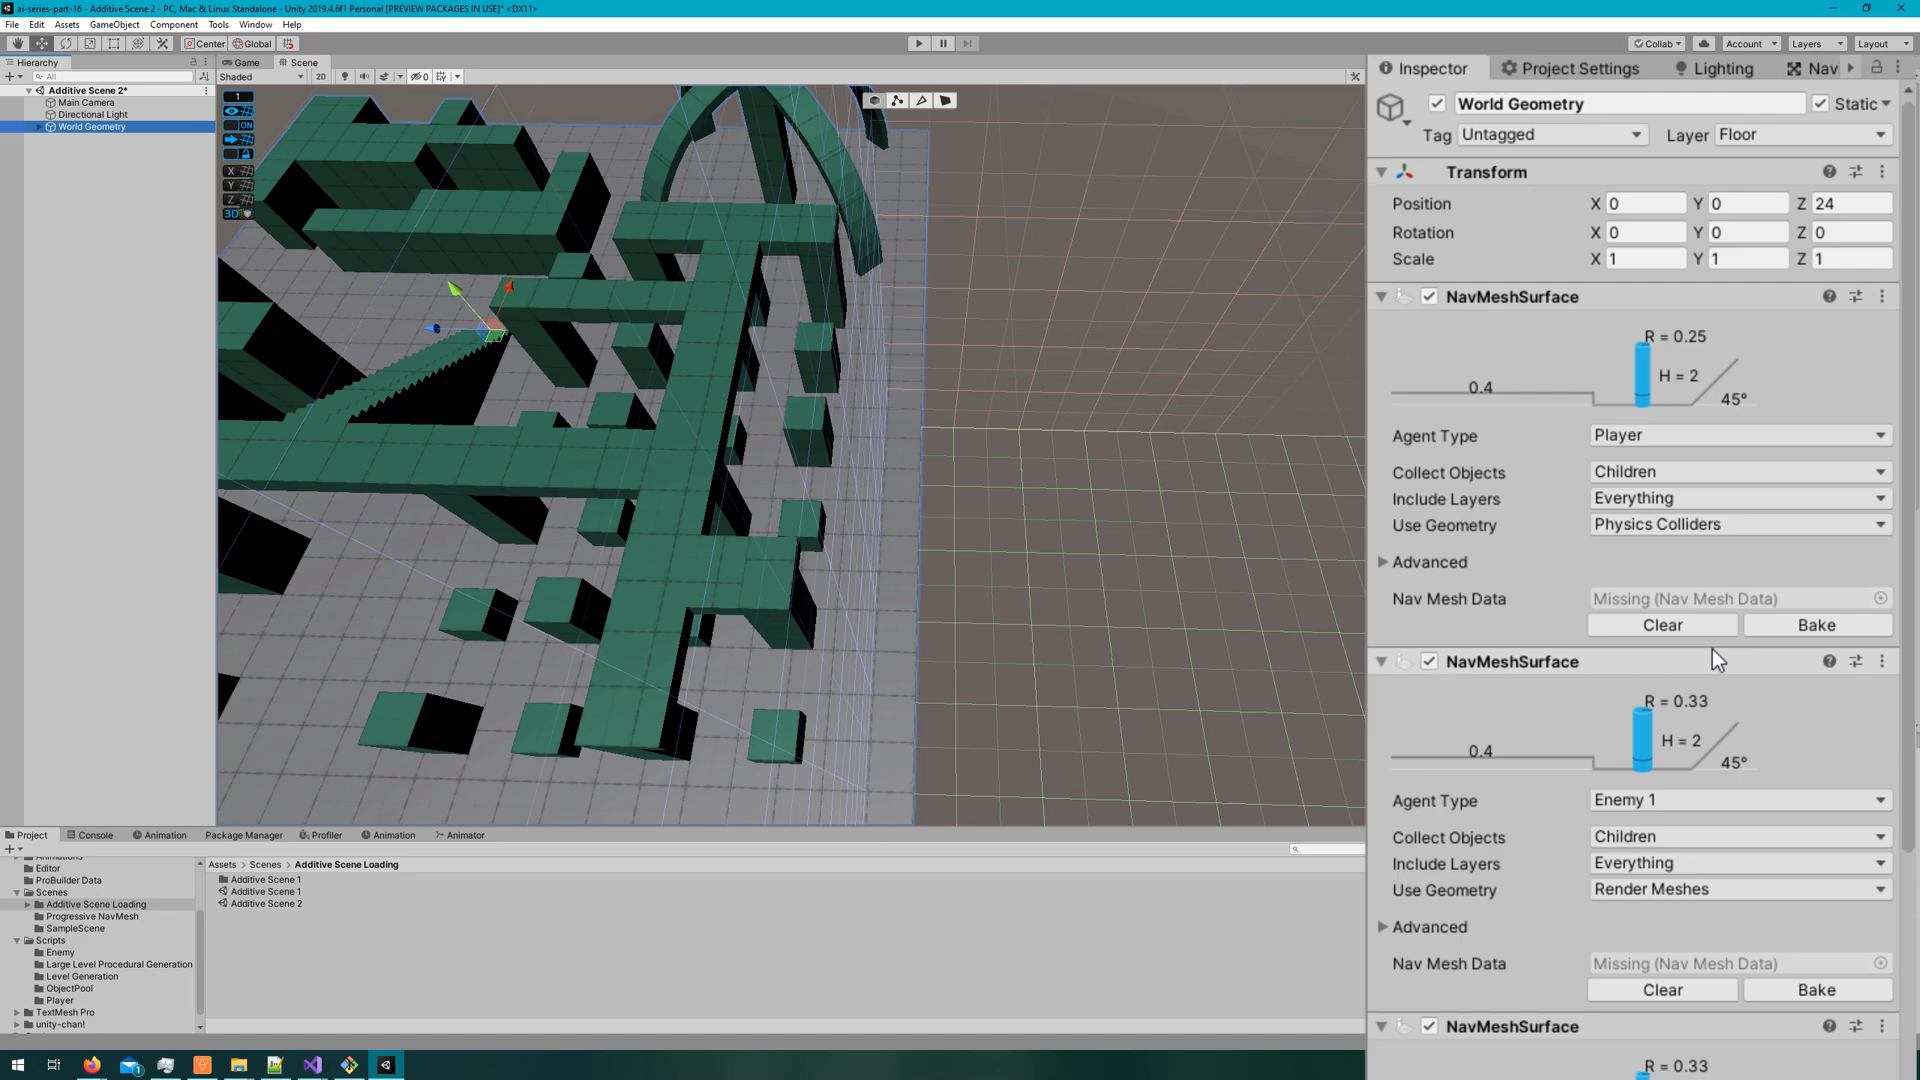 ai-series-part-16 - Additive Scene 2 - PC, Mac & Linux Standalone - Unity 2019.4.6f1 Personal [PREVIEW PACKAGES IN USE]* <DX11>
File Edit Assets GameObject Component Tools Window Help
Center Global Collab Account Layers Layout
Hierarchy
All
Additive Scene 2*
Main Camera
Directional Light
World Geometry
Game Scene
Shaded 2D 0
1
ON
X
Y
Z
3D
Inspector Project Settings Lighting Nav
World Geometry Static
Tag Untagged Layer Floor
Transform
Position X 0 Y 0 Z 24
Rotation X 0 Y 0 Z 0
Scale X 1 Y 1 Z 1
NavMeshSurface
R = 0.25
0.4 H = 2 45°
Agent Type Player
Collect Objects Children
Include Layers Everything
Use Geometry Physics Colliders
Advanced
Nav Mesh Data Missing (Nav Mesh Data)
Clear Bake
NavMeshSurface
R = 0.33
0.4 H = 2 45°
Agent Type Enemy 1
Collect Objects Children
Include Layers Everything
Use Geometry Render Meshes
Advanced
Nav Mesh Data Missing (Nav Mesh Data)
Clear Bake
NavMeshSurface
R = 0.33
Project Console Animation Package Manager Profiler Animation Animator
Animations
Editor
ProBuilder Data
Scenes
Additive Scene Loading
Progressive NavMesh
SampleScene
Scripts
Enemy
Large Level Procedural Generation
Level Generation
ObjectPool
Player
TextMesh Pro
unity-chan!
Assets > Scenes > Additive Scene Loading
Additive Scene 1
Additive Scene 1
Additive Scene 2
1